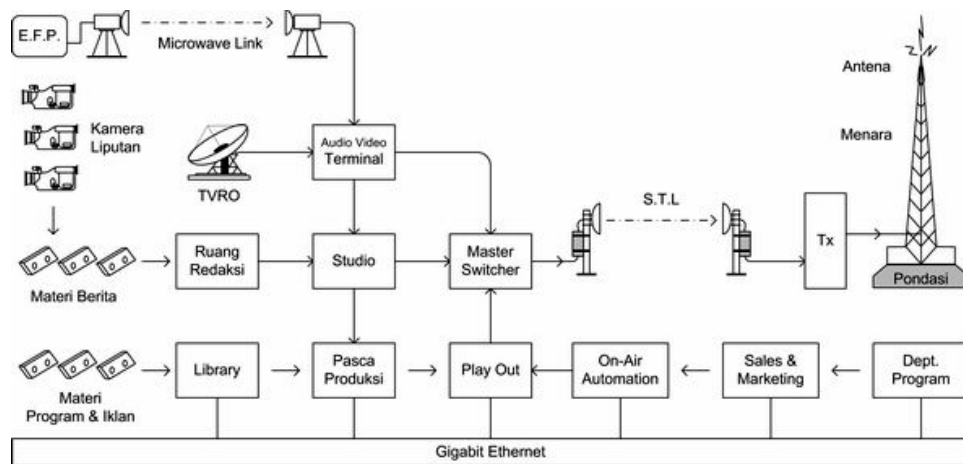 E.F.P.
Microwave Link
Kamera
Liputan
TVRO
Audio Video
Terminal
Antena
Menara
S.T.L
Tx
Pondasi
Materi Berita
Ruang
Redaksi
Studio
Master
Switcher
Materi
Program & Iklan
Library
Pasca
Produksi
Play Out
On-Air
Automation
Sales &
Marketing
Dept.
Program
Gigabit Ethernet